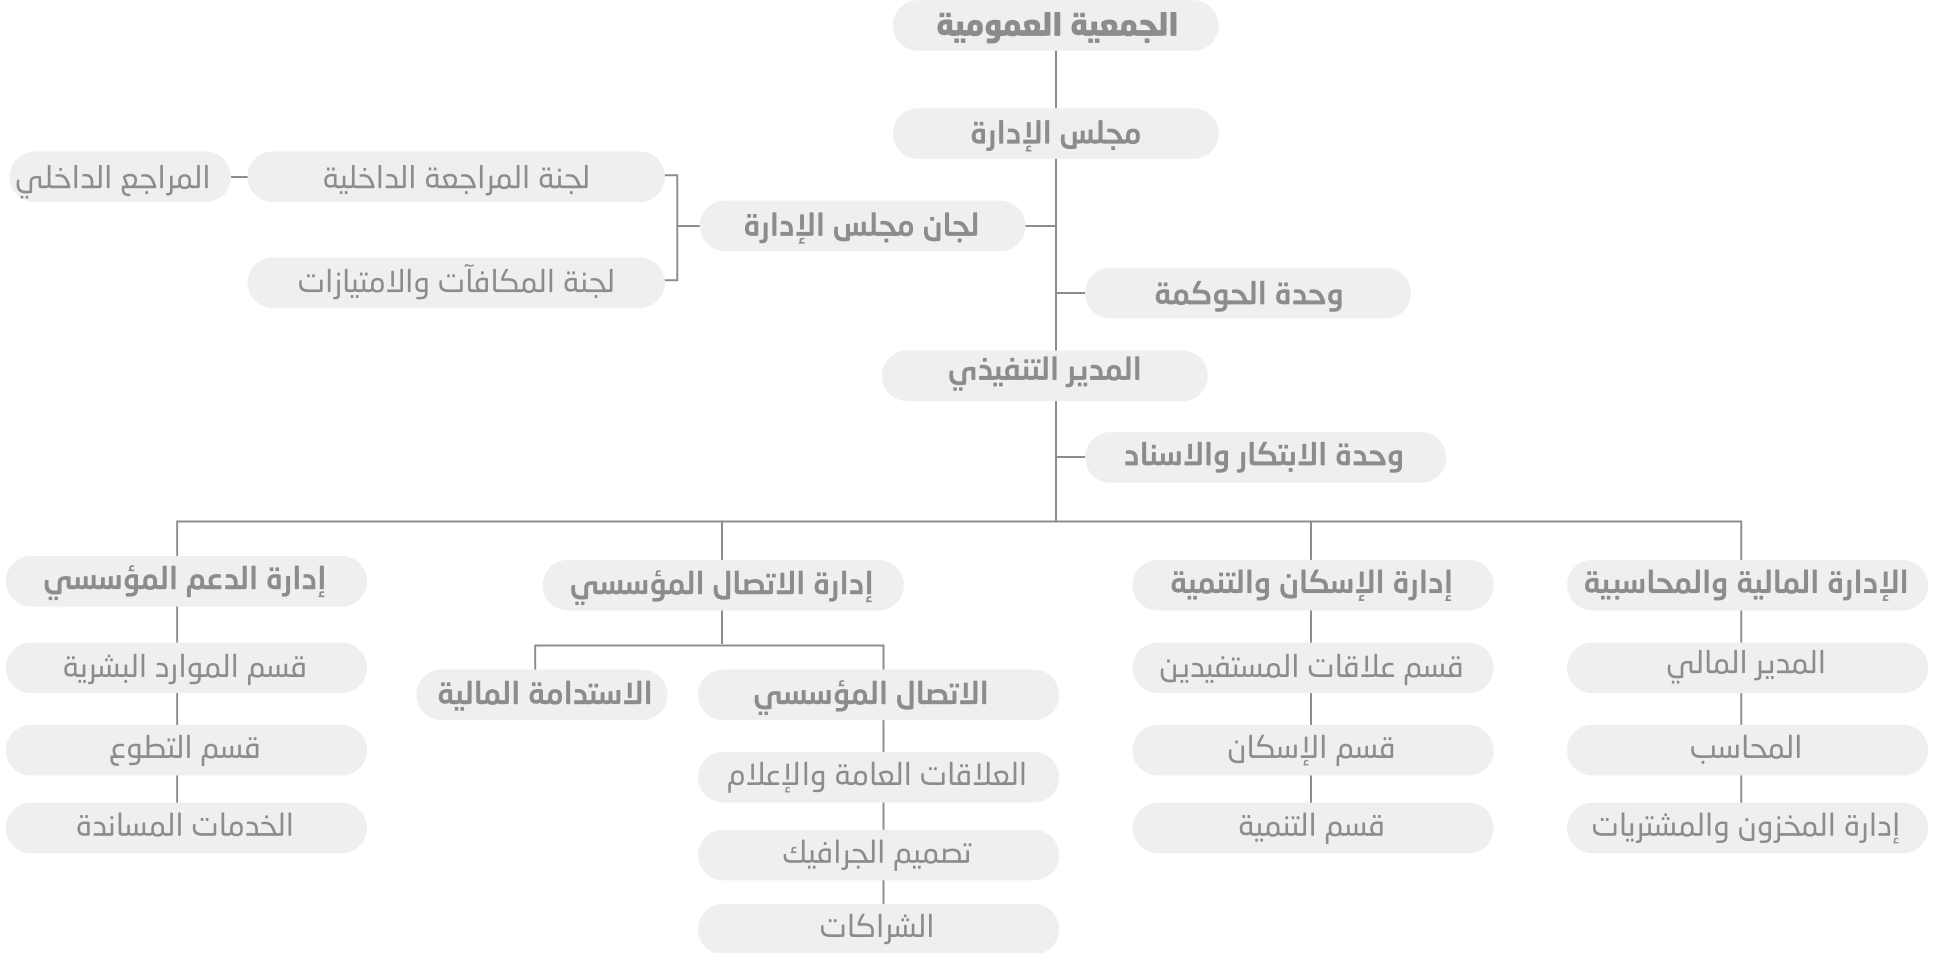 الجمعية العمومية
مجلس الإدارة
لجنة المراجعة الداخلية
المراجع الداخلي
لجان مجلس الإدارة
لجنة المكافآت والامتيازات
وحدة الحوكمة
المدير التنفيذي
وحدة الابتكار والاسناد
الإدارة المالية والمحاسبية
إدارة الإسكان والتنمية
إدارة الاتصال المؤسسي
إدارة الدعم المؤسسي
المدير المالي
قسم علاقات المستفيدين
قسم الموارد البشرية
الاتصال المؤسسي
الاستدامة المالية
المحاسب
قسم الإسكان
قسم التطوع
العلاقات العامة والإعلام
إدارة المخزون والمشتريات
قسم التنمية
الخدمات المساندة
تصميم الجرافيك
الشراكات